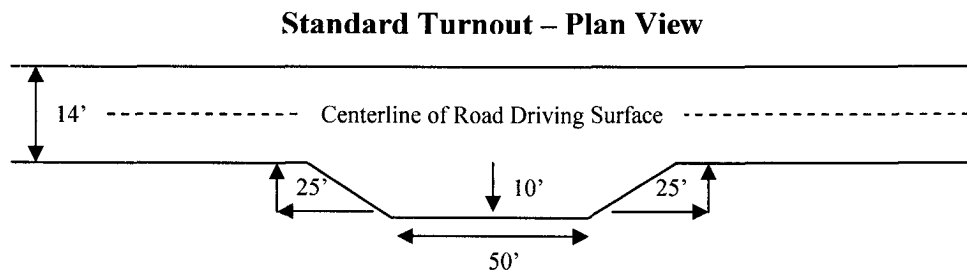 Standard Turnout – Plan View
14’
Centerline of Road Driving Surface
25’
10’
25’
50’